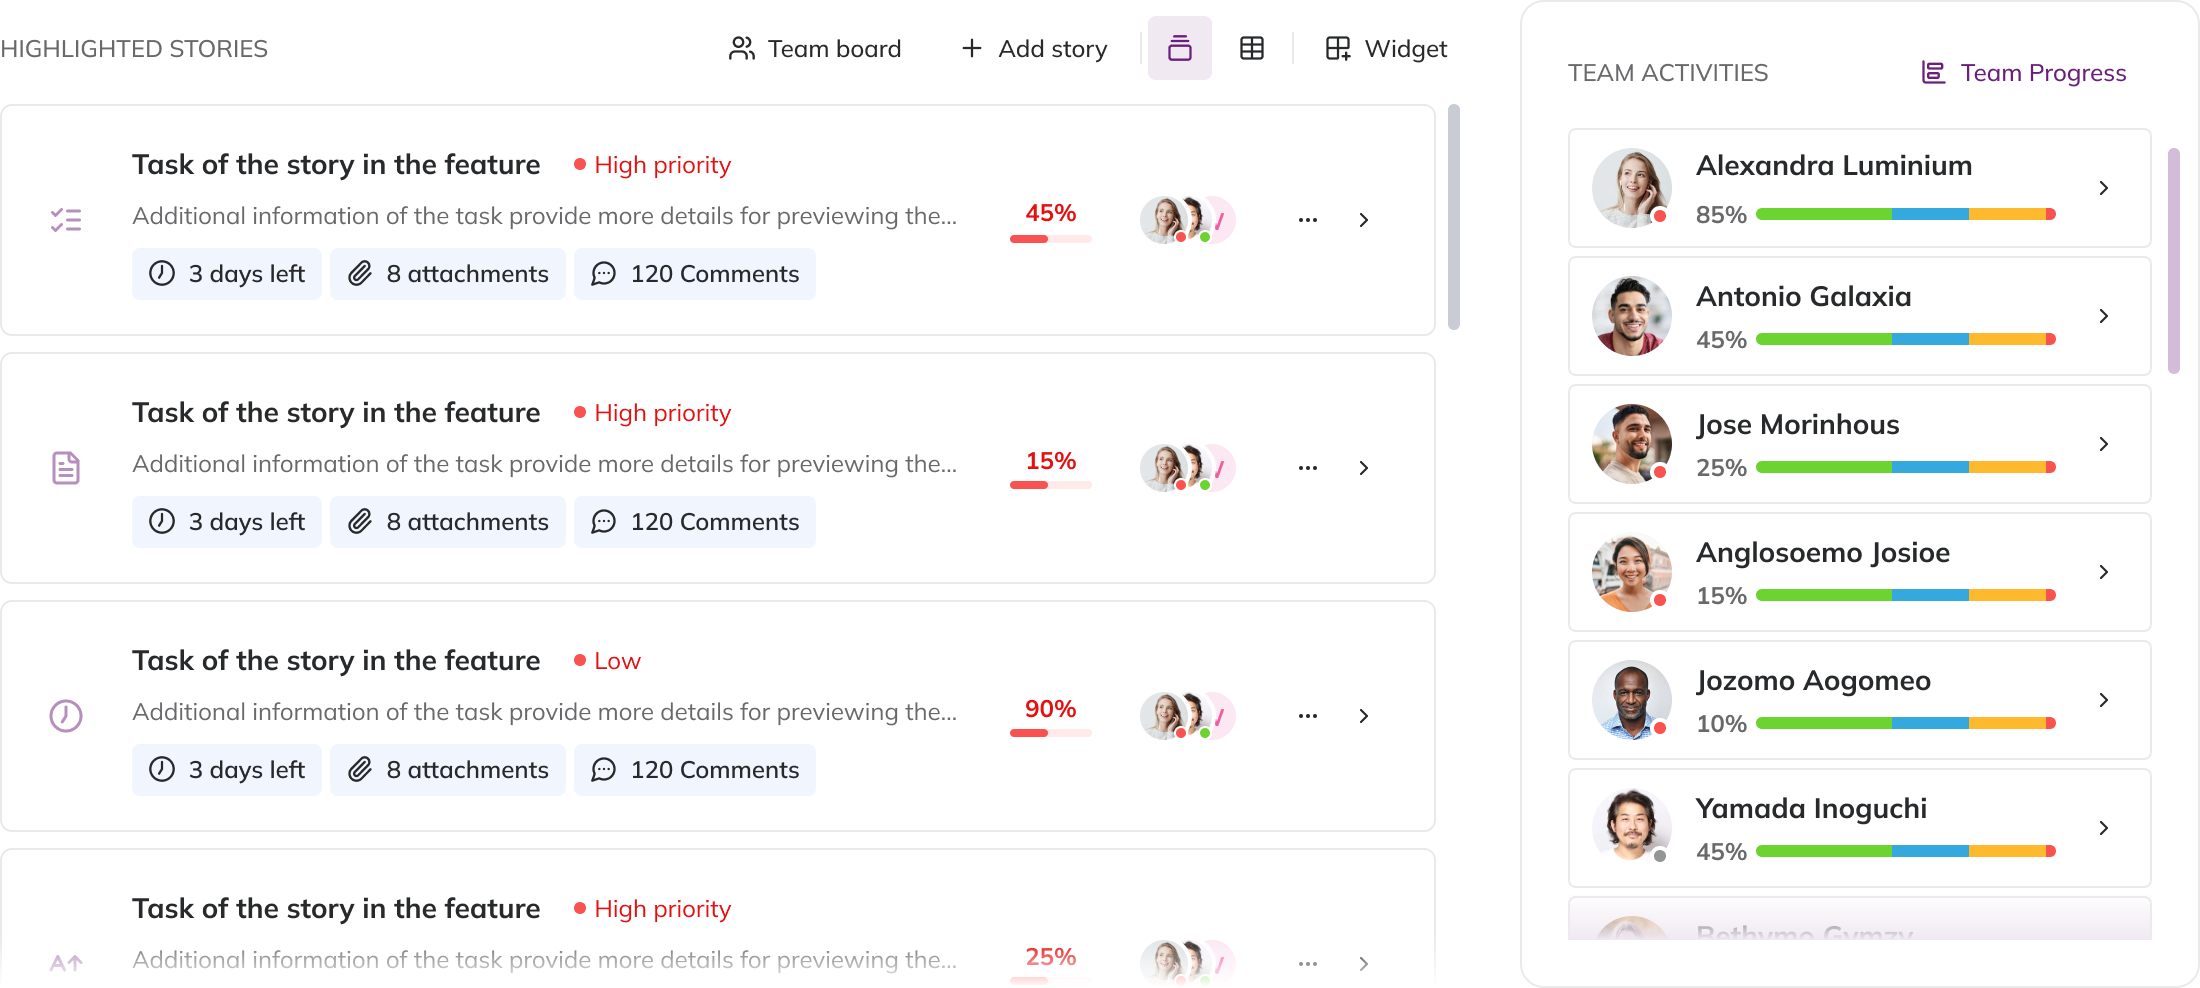 HIGHLIGHTED STORIES
Team board
Add story
Widget
Task of the story in the feature
High priority
Additional information of the task provide more details for previewing the...
3 days left
8 attachments
120 Comments
45%
Task of the story in the feature
High priority
Additional information of the task provide more details for previewing the...
3 days left
8 attachments
120 Comments
15%
Task of the story in the feature
Low
Additional information of the task provide more details for previewing the...
3 days left
8 attachments
120 Comments
90%
Task of the story in the feature
High priority
Additional information of the task provide more details for previewing the...
25%
TEAM ACTIVITIES
Team Progress
Alexandra Luminium
85%
Antonio Galaxia
45%
Jose Morinhous
25%
Anglosoemo Josioe
15%
Jozomo Aogomeo
10%
Yamada Inoguchi
45%